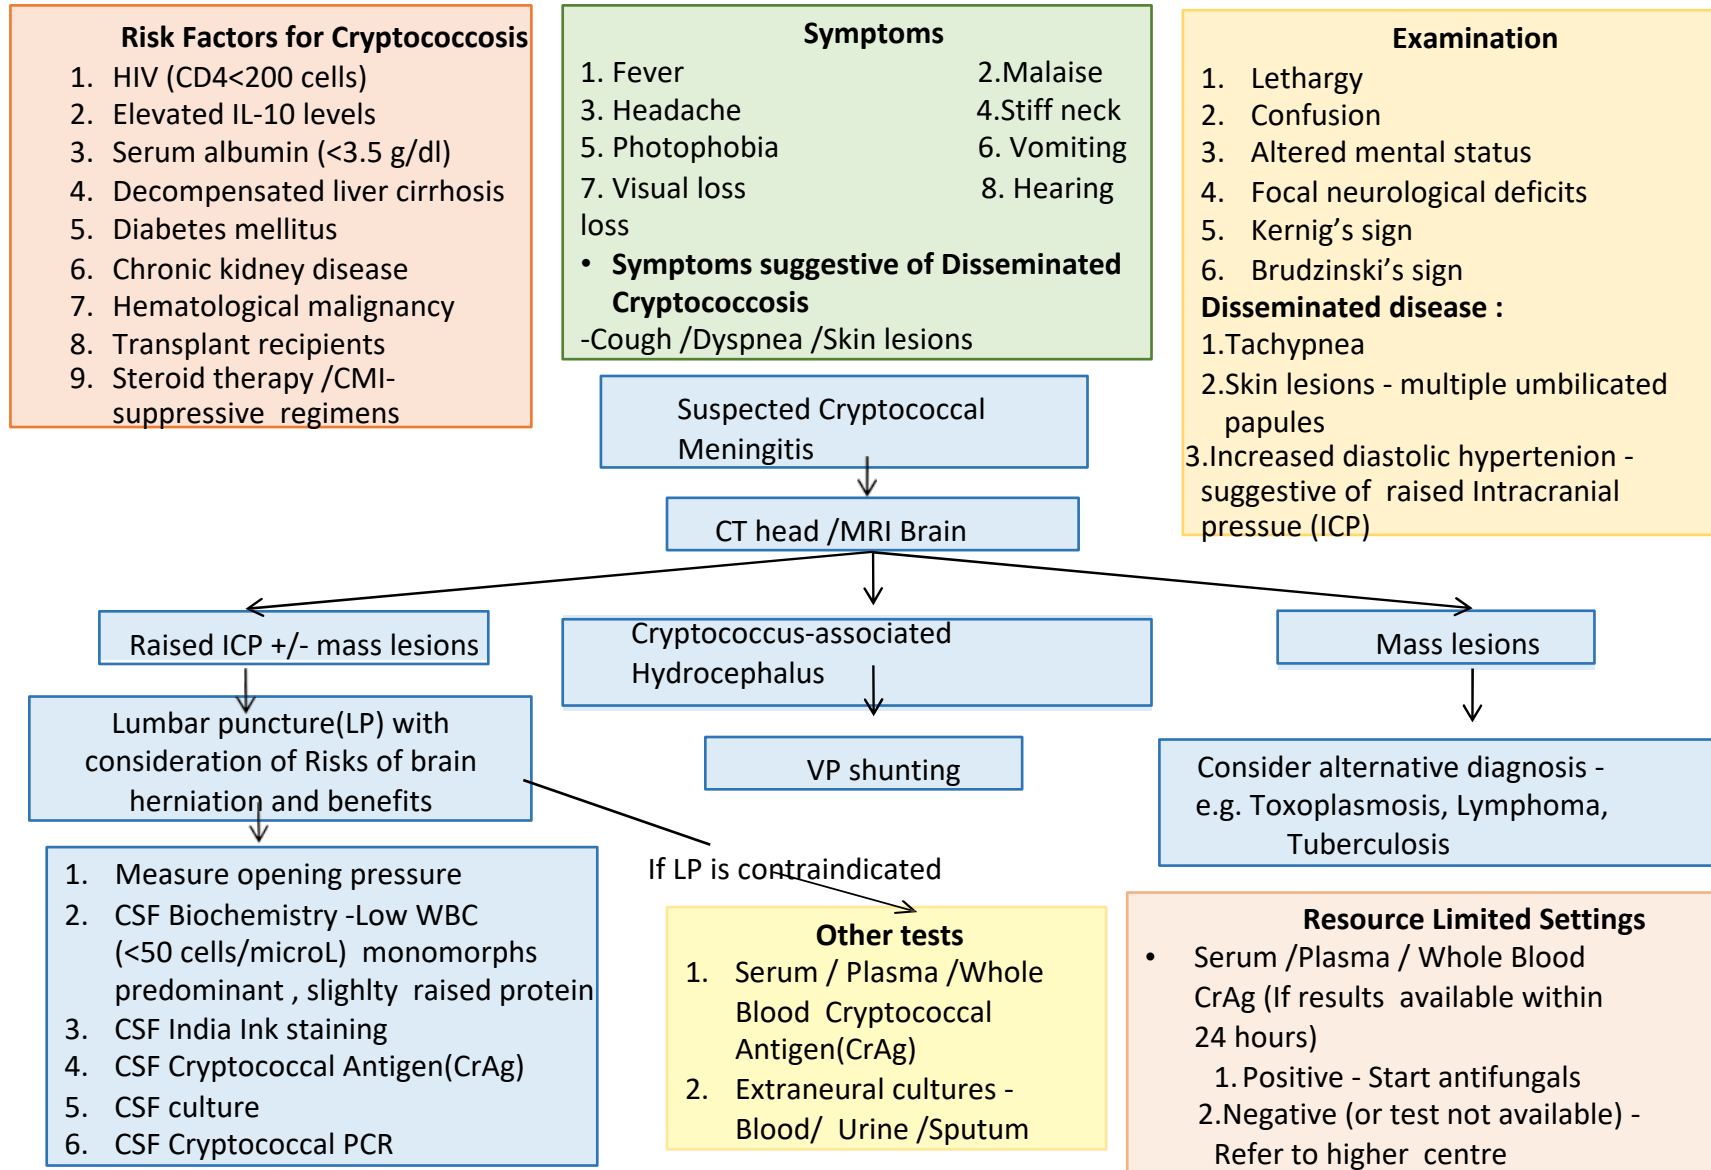 Risk Factors for Cryptococcosis
1. HIV (CD4<200 cells)
2. Elevated IL-10 levels
3. Serum albumin (<3.5 g/dl)
4. Decompensated liver cirrhosis
5. Diabetes mellitus
6. Chronic kidney disease
7. Hematological malignancy
8. Transplant recipients
9. Steroid therapy /CMI-
suppressive regimens
Symptoms
1. Fever 2.Malaise
3. Headache 4.Stiff neck
5. Photophobia 6. Vomiting
7. Visual loss 8. Hearing
loss
• Symptoms suggestive of Disseminated
Cryptococcosis
-Cough /Dyspnea /Skin lesions
Examination
1. Lethargy
2. Confusion
3. Altered mental status
4. Focal neurological deficits
5. Kernig’s sign
6. Brudzinski’s sign
Disseminated disease :
1.Tachypnea
2.Skin lesions - multiple umbilicated
papules
3.Increased diastolic hypertenion -
suggestive of raised Intracranial
pressue (ICP)
Suspected Cryptococcal
Meningitis
CT head /MRI Brain
Raised ICP +/- mass lesions
Cryptococcus-associated
Hydrocephalus
Mass lesions
Lumbar puncture(LP) with
consideration of Risks of brain
herniation and benefits
VP shunting
Consider alternative diagnosis -
e.g. Toxoplasmosis, Lymphoma,
Tuberculosis
If LP is contraindicated
1. Measure opening pressure
2. CSF Biochemistry -Low WBC
(<50 cells/microL) monomorphs
predominant , slighlty raised protein
3. CSF India Ink staining
4. CSF Cryptococcal Antigen(CrAg)
5. CSF culture
6. CSF Cryptococcal PCR
Other tests
1. Serum / Plasma /Whole
Blood Cryptococcal
Antigen(CrAg)
2. Extraneural cultures -
Blood/ Urine /Sputum
Resource Limited Settings
• Serum /Plasma / Whole Blood
CrAg (If results available within
24 hours)
1. Positive - Start antifungals
2.Negative (or test not available) -
Refer to higher centre